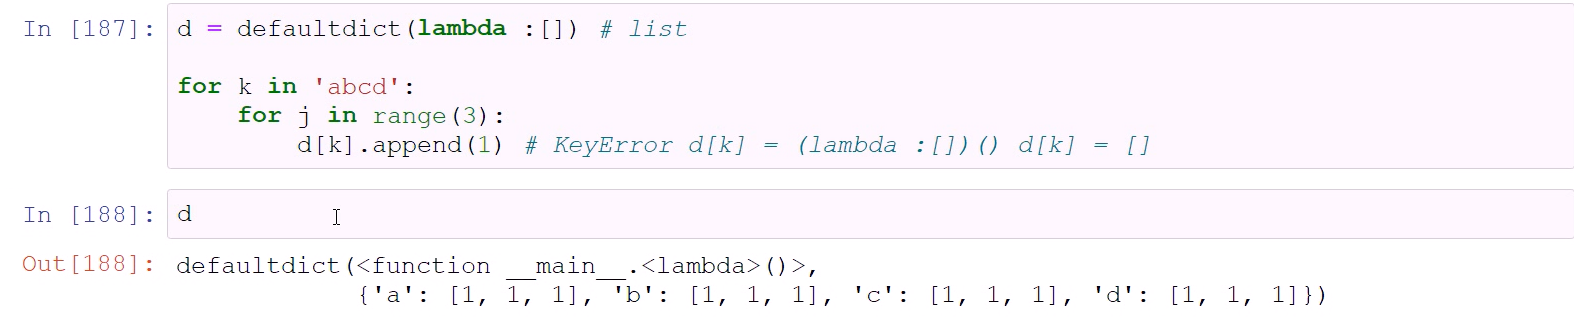 In [187]: d = defaultdict(lambda :[]) # list
for k in 'abcd':
    for j in range(3):
        d[k].append(1) # KeyError d[k] = (lambda :[])() d[k] = []
In [188]: d
Out[188]: defaultdict(<function __main__.<lambda>()>,
            {'a': [1, 1, 1], 'b': [1, 1, 1], 'c': [1, 1, 1], 'd': [1, 1, 1]})